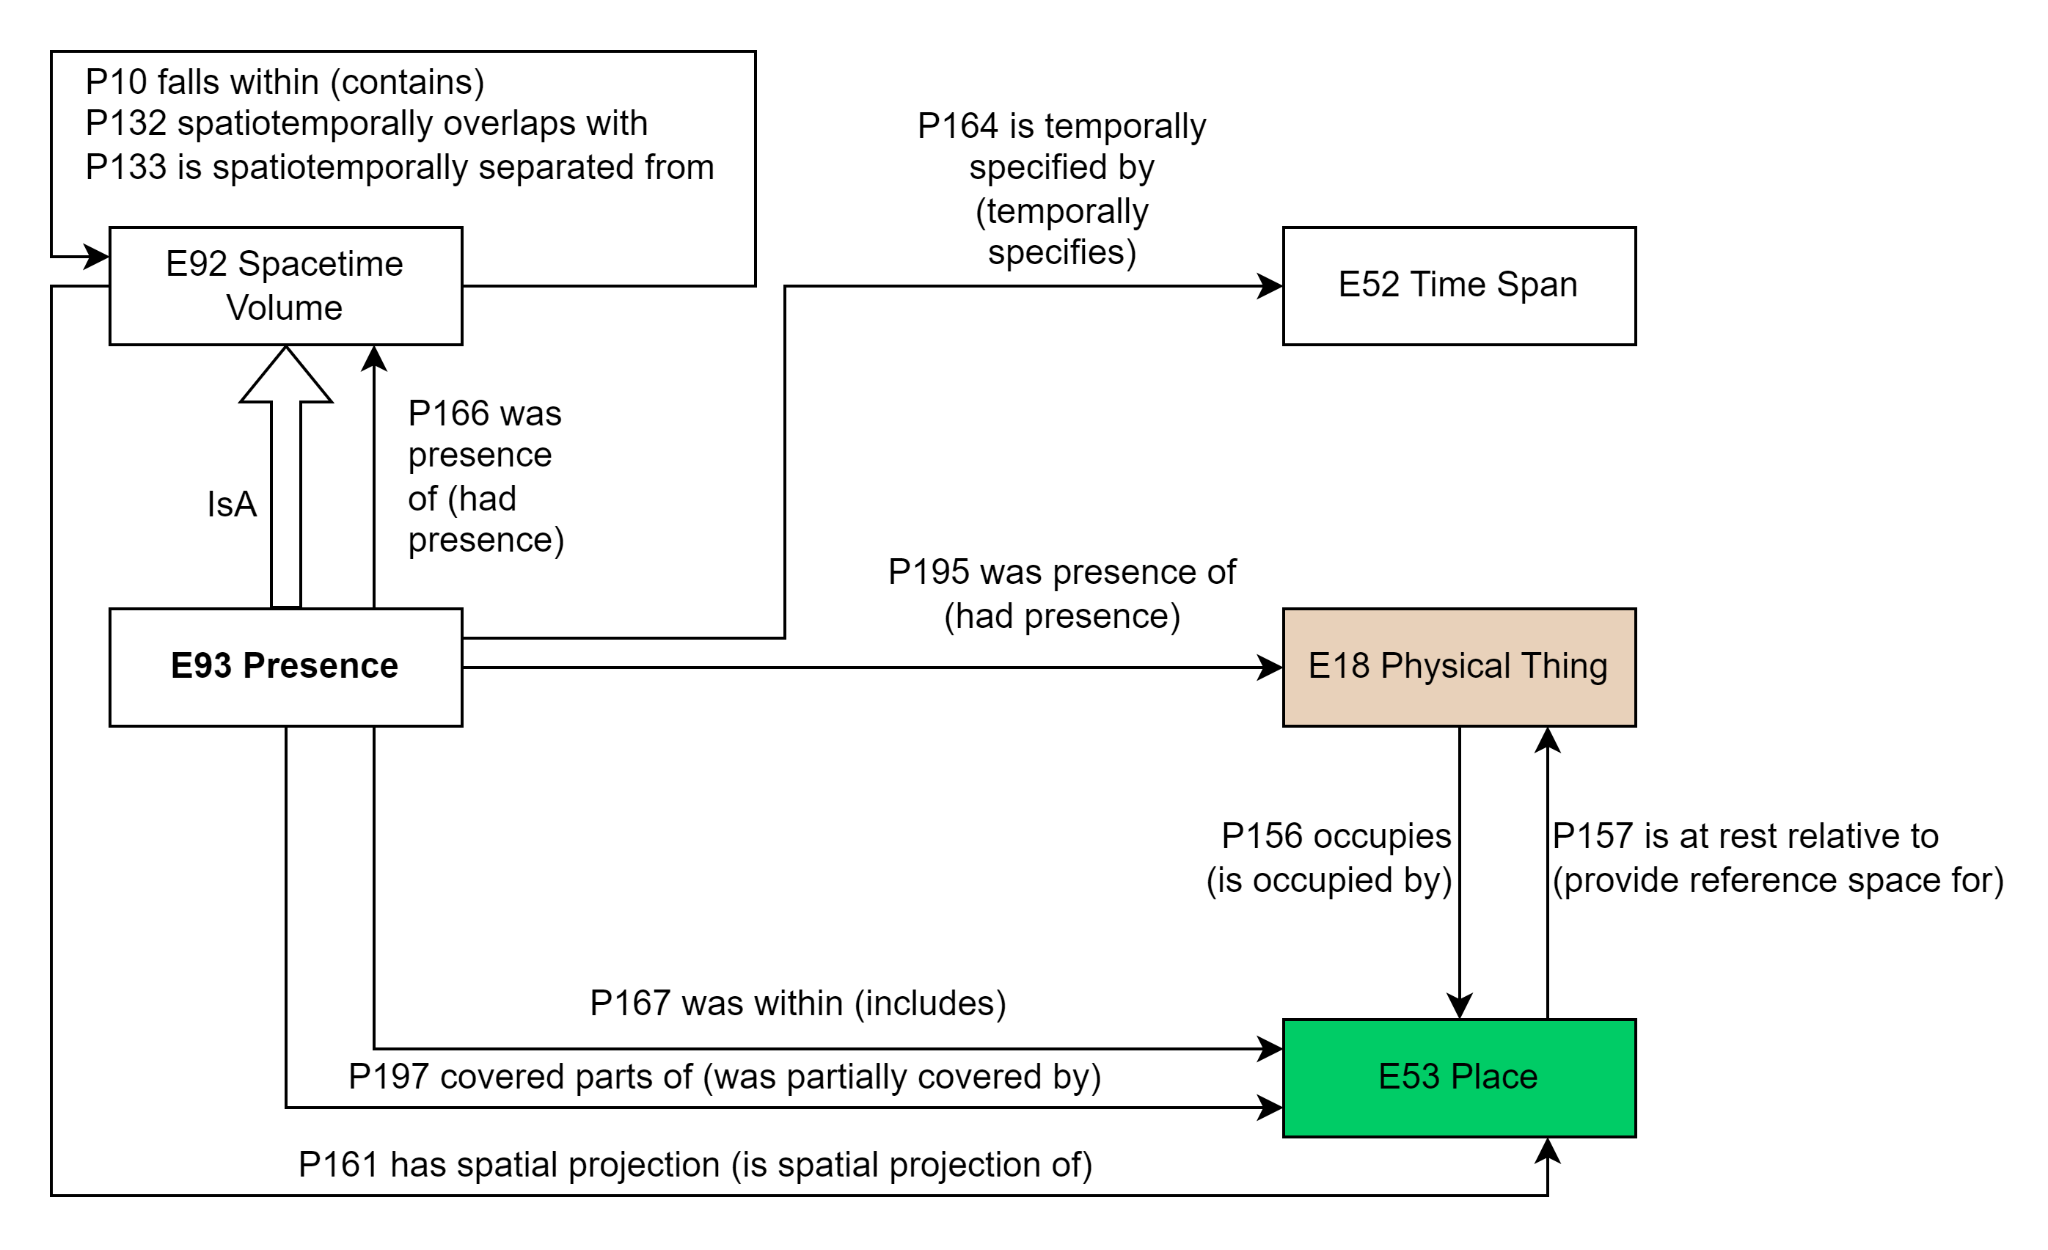 P10 falls within (contains)
P132 spatiotemporally overlaps with
P133 is spatiotemporally separated from
P164 is temporally
specified by
(temporally
specifies)
E92 Spacetime
Volume
E52 Time Span
P166 was
presence
of (had
presence)
IsA
P195 was presence of
(had presence)
E93 Presence
E18 Physical Thing
P156 occupies
(is occupied by)
P157 is at rest relative to
(provide reference space for)
P167 was within (includes)
P197 covered parts of (was partially covered by)
E53 Place
P161 has spatial projection (is spatial projection of)